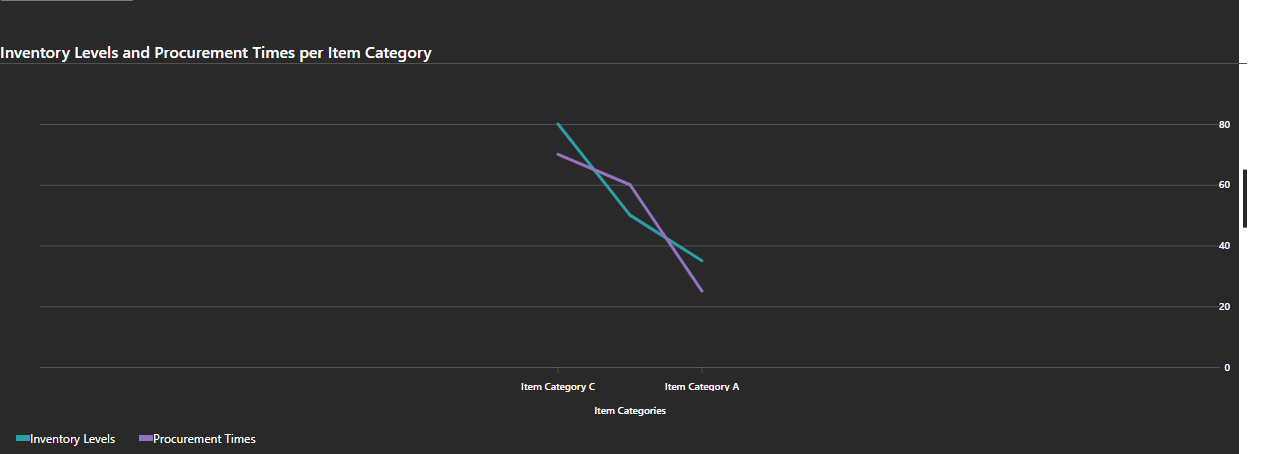 Inventory Levels and Procurement Times per Item Category
80
60
40
20
0
Item Category C Item Category A
Item Categories
Inventory Levels Procurement Times